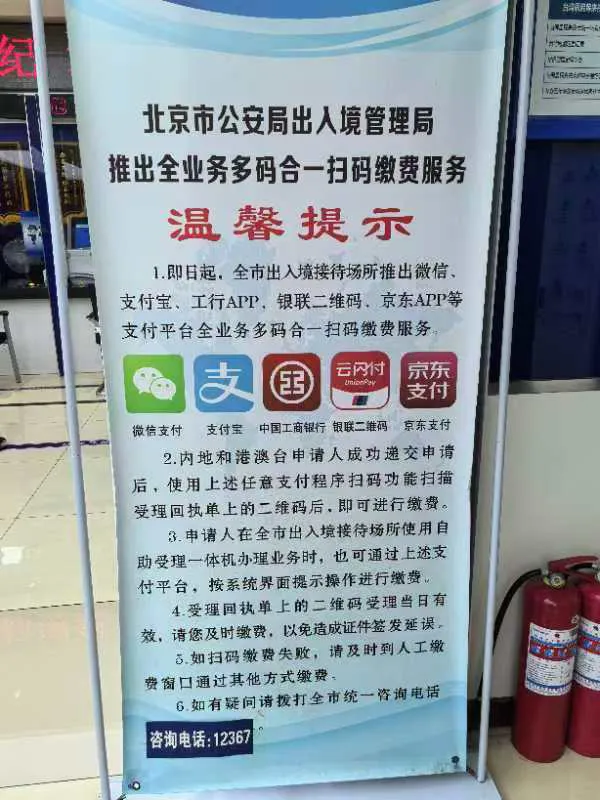 纪
北京市公安局出入境管理局
推出全业务多码合一扫码缴费服务
温馨提示
1.即日起，全市出入境接待场所推出微信、
支付宝、工行APP、银联二维码、京东APP等
支付平台全业务多码合一扫码缴费服务。
支
云闪付
UnionPay
京东
支付
微信支付 支付宝 中国工商银行 银联二维码 京东支付
2.内地和港澳台申请人成功递交申请
后，使用上述任意支付程序扫码功能扫描
受理回执单上的二维码后，即可进行缴费。
3.申请人在全市出入境接待场所使用自
助受理一体机办理业务时，也可通过上述支
付平台，按系统界面提示操作进行缴费。
4.受理回执单上的二维码受理当日有
效，请您及时缴费，以免造成证件签发延误。
5.如扫码缴费失败，请及时到人工缴
费窗口通过其他方式缴费。
6.如有疑问请拨打全市统一咨询电话
咨询电话:12367